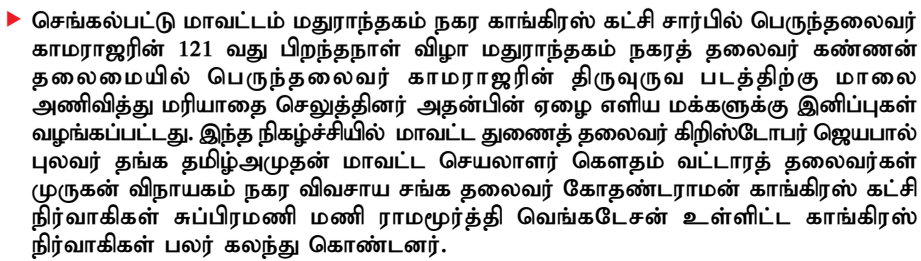 செங்கல்பட்டு மாவட்டம் மதுராந்தகம் நகர காங்கிரஸ் கட்சி சார்பில் பெருந்தலைவர்
காமராஜரின் 121 வது பிறந்தநாள் விழா மதுராந்தகம் நகரத் தலைவர் கண்ணன்
தலைமையில் பெருந்தலைவர் காமராஜரின் திருவுருவ படத்திற்கு மாலை
அணிவித்து மரியாதை செலுத்தினர் அதன்பின் ஏழை எளிய மக்களுக்கு இனிப்புகள்
வழங்கப்பட்டது. இந்த நிகழ்ச்சியில் மாவட்ட துணைத் தலைவர் கிறிஸ்டோபர் ஜெயபால்
புலவர் தங்க தமிழ்அமுதன் மாவட்ட செயலாளர் கௌதம் வட்டாரத் தலைவர்கள்
முருகன் விநாயகம் நகர விவசாய சங்க தலைவர் கோதண்டராமன் காங்கிரஸ் கட்சி
நிர்வாகிகள் சுப்பிரமணி மணி ராமமூர்த்தி வெங்கடேசன் உள்ளிட்ட காங்கிரஸ்
நிர்வாகிகள் பலர் கலந்து கொண்டனர்.